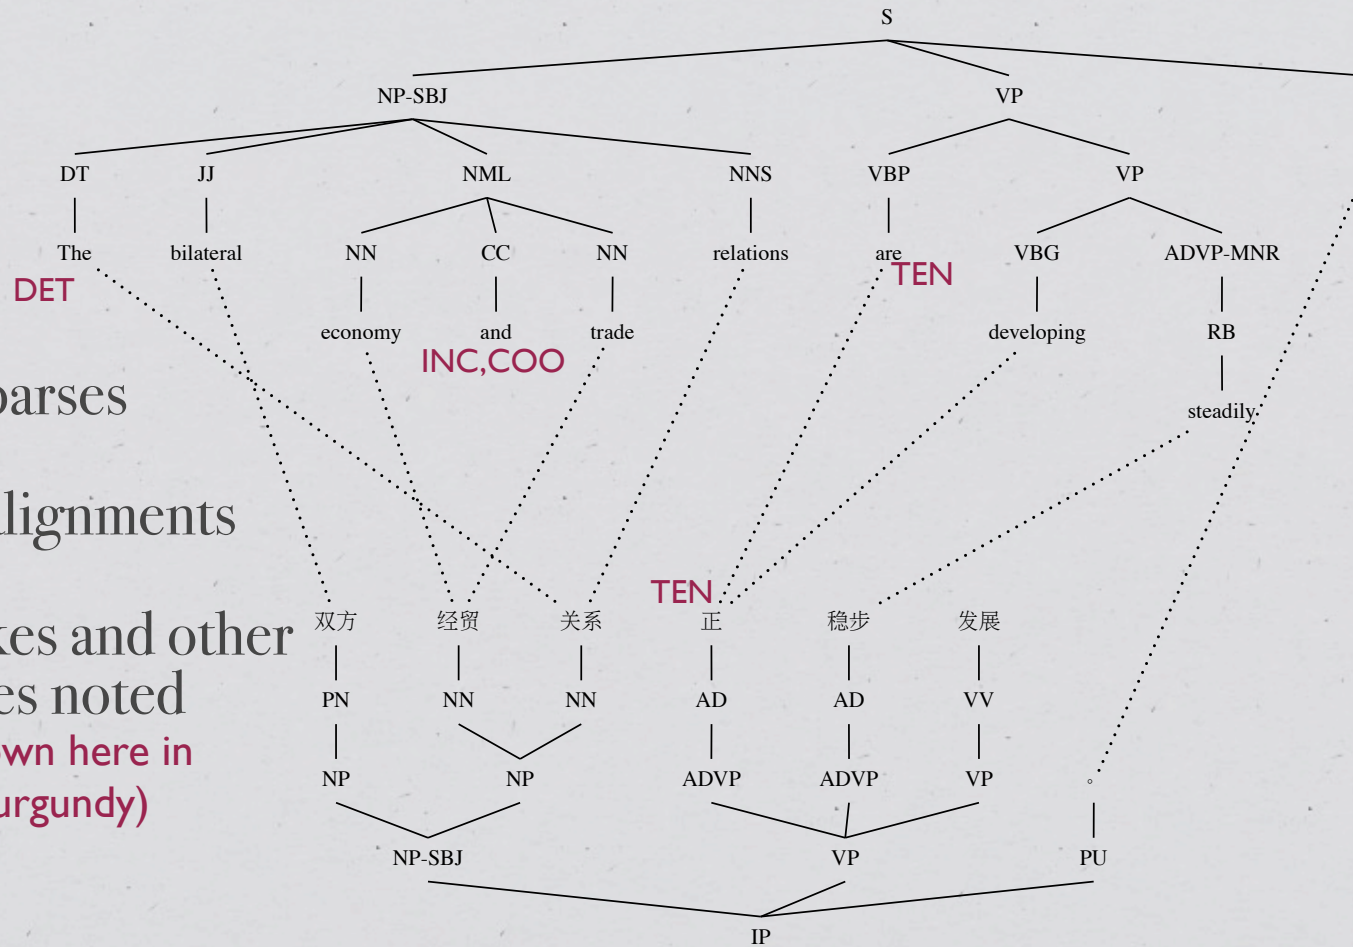 S
NP-SBJ VP
DT JJ NML NNS VBP VP
The bilateral NN CC NN relations are VBG ADVP-MNR
DET TEN
economy and trade developing RB
INC,COO
parses
steadily
alignments
TEN
双方 经贸 关系 正 稳步 发展
kes and other
es noted
PN NN NN AD AD VV
own here in
NP NP ADVP ADVP VP 。
urgundy)
NP-SBJ VP PU
IP